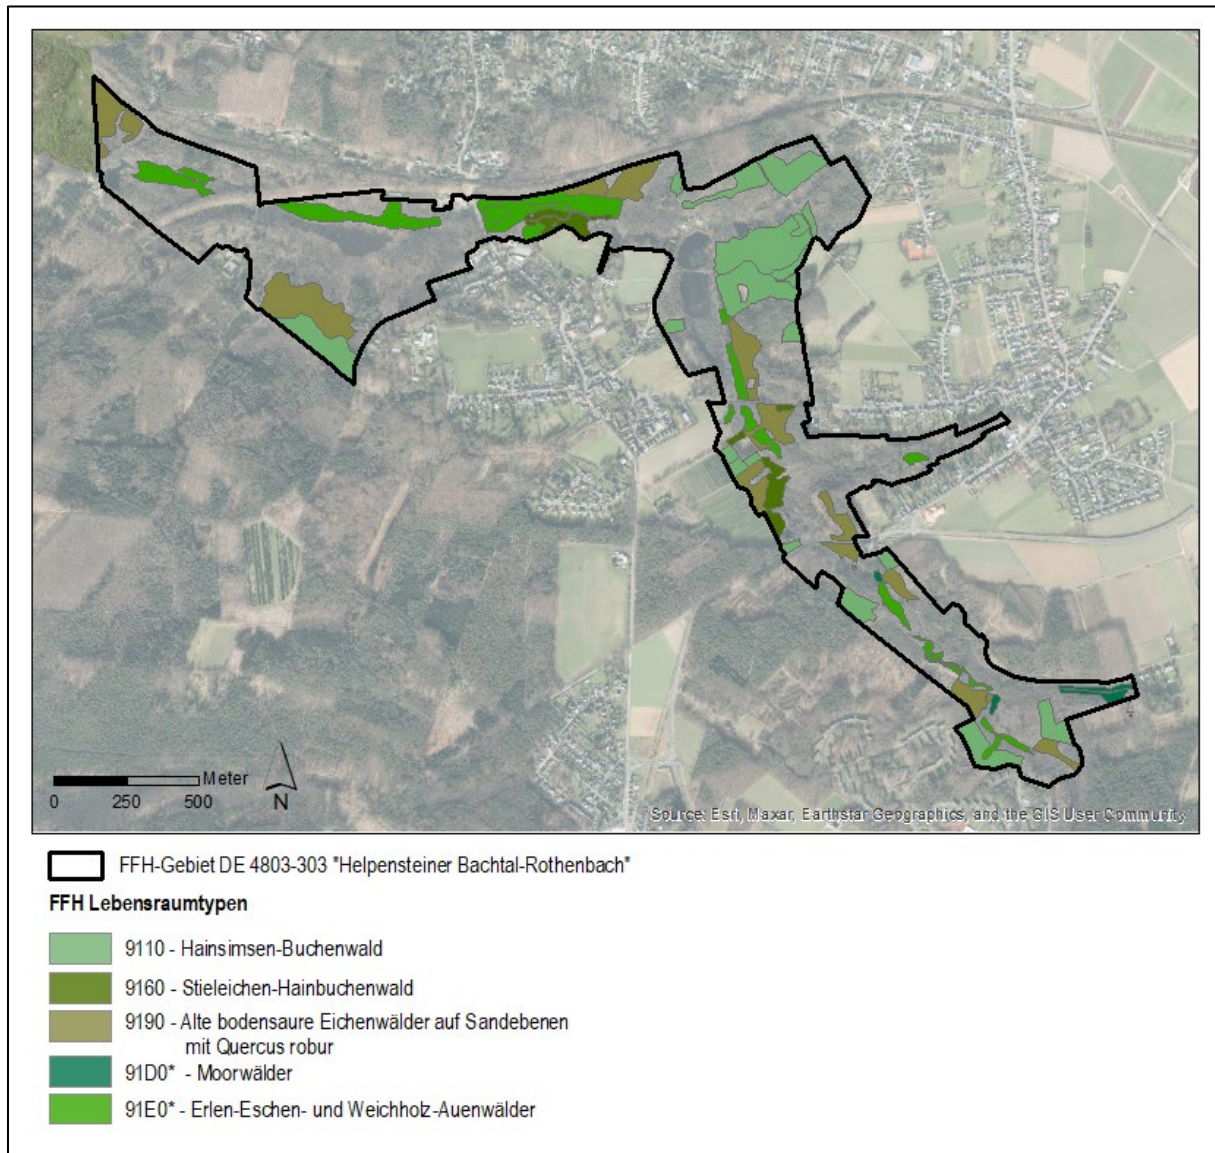 Meter
0 250 500
N
Source: Esri, Maxar, Earthstar Geographics, and the GIS User Community
FFH-Gebiet DE 4803-303 "Helpensteiner Bachtal-Rothenbach"
FFH Lebensraumtypen
9110 - Hainsimsen-Buchenwald
9160 - Stieleichen-Hainbuchenwald
9190 - Alte bodensaure Eichenwälder auf Sandebenen
mit Quercus robur
91D0* - Moorwälder
91E0* - Erlen-Eschen- und Weichholz-Auenwälder